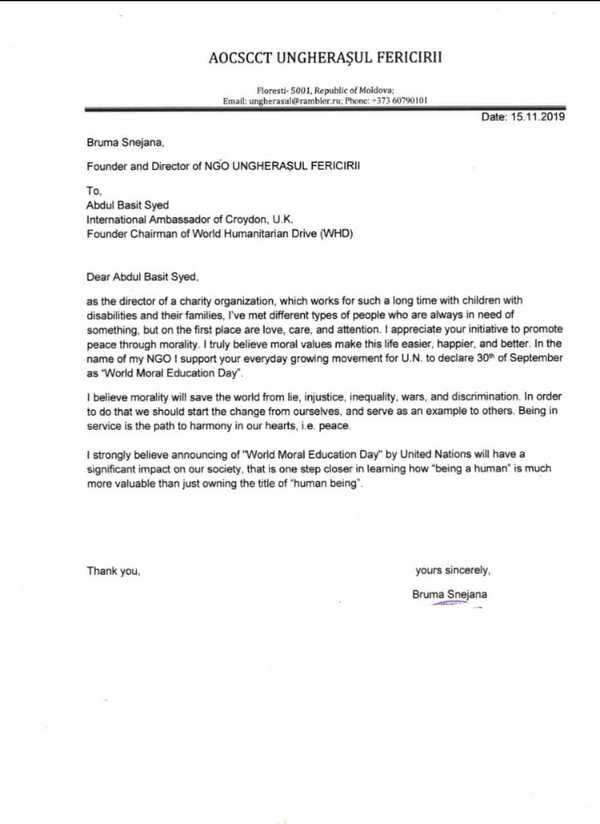 AOCSCCT UNGHERAȘUL FERICIRII
Floresti- 5001, Republic of Moldova;
Email: ungherasul@rambler.ru; Phone: +373 60790101
Date: 15.11.2019
Bruma Snejana,
Founder and Director of NGO UNGHERAȘUL FERICIRII
To,
Abdul Basit Syed
International Ambassador of Croydon, U.K.
Founder Chairman of World Humanitarian Drive (WHD)
Dear Abdul Basit Syed,
as the director of a charity organization, which works for such a long time with children with
disabilities and their families, I've met different types of people who are always in need of
something, but on the first place are love, care, and attention. I appreciate your initiative to promote
peace through morality. I truly believe moral values make this life easier, happier, and better. In the
name of my NGO I support your everyday growing movement for U.N. to declare 30th of September
as "World Moral Education Day".
I believe morality will save the world from lie, injustice, inequality, wars, and discrimination. In order
to do that we should start the change from ourselves, and serve as an example to others. Being in
service is the path to harmony in our hearts, i.e. peace.
I strongly believe announcing of "World Moral Education Day" by United Nations will have a
significant impact on our society, that is one step closer in learning how "being a human" is much
more valuable than just owning the title of "human being".
Thank you, yours sincerely,
Bruma Snejana